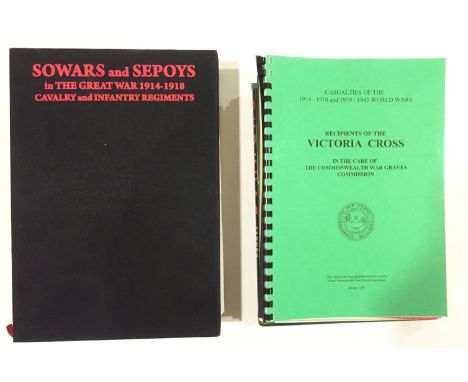 SOWARS and SEPOYS
in THE GREAT WAR 1914-1918
CAVALRY and INFANTRY REGIMENTS
CASUALTIES OF THE
1914 - 1918 and 1939 - 1945 WORLD WARS
RECIPIENTS OF THE
VICTORIA CROSS
IN THE CARE OF
THE COMMONWEALTH WAR GRAVES
COMMISSION